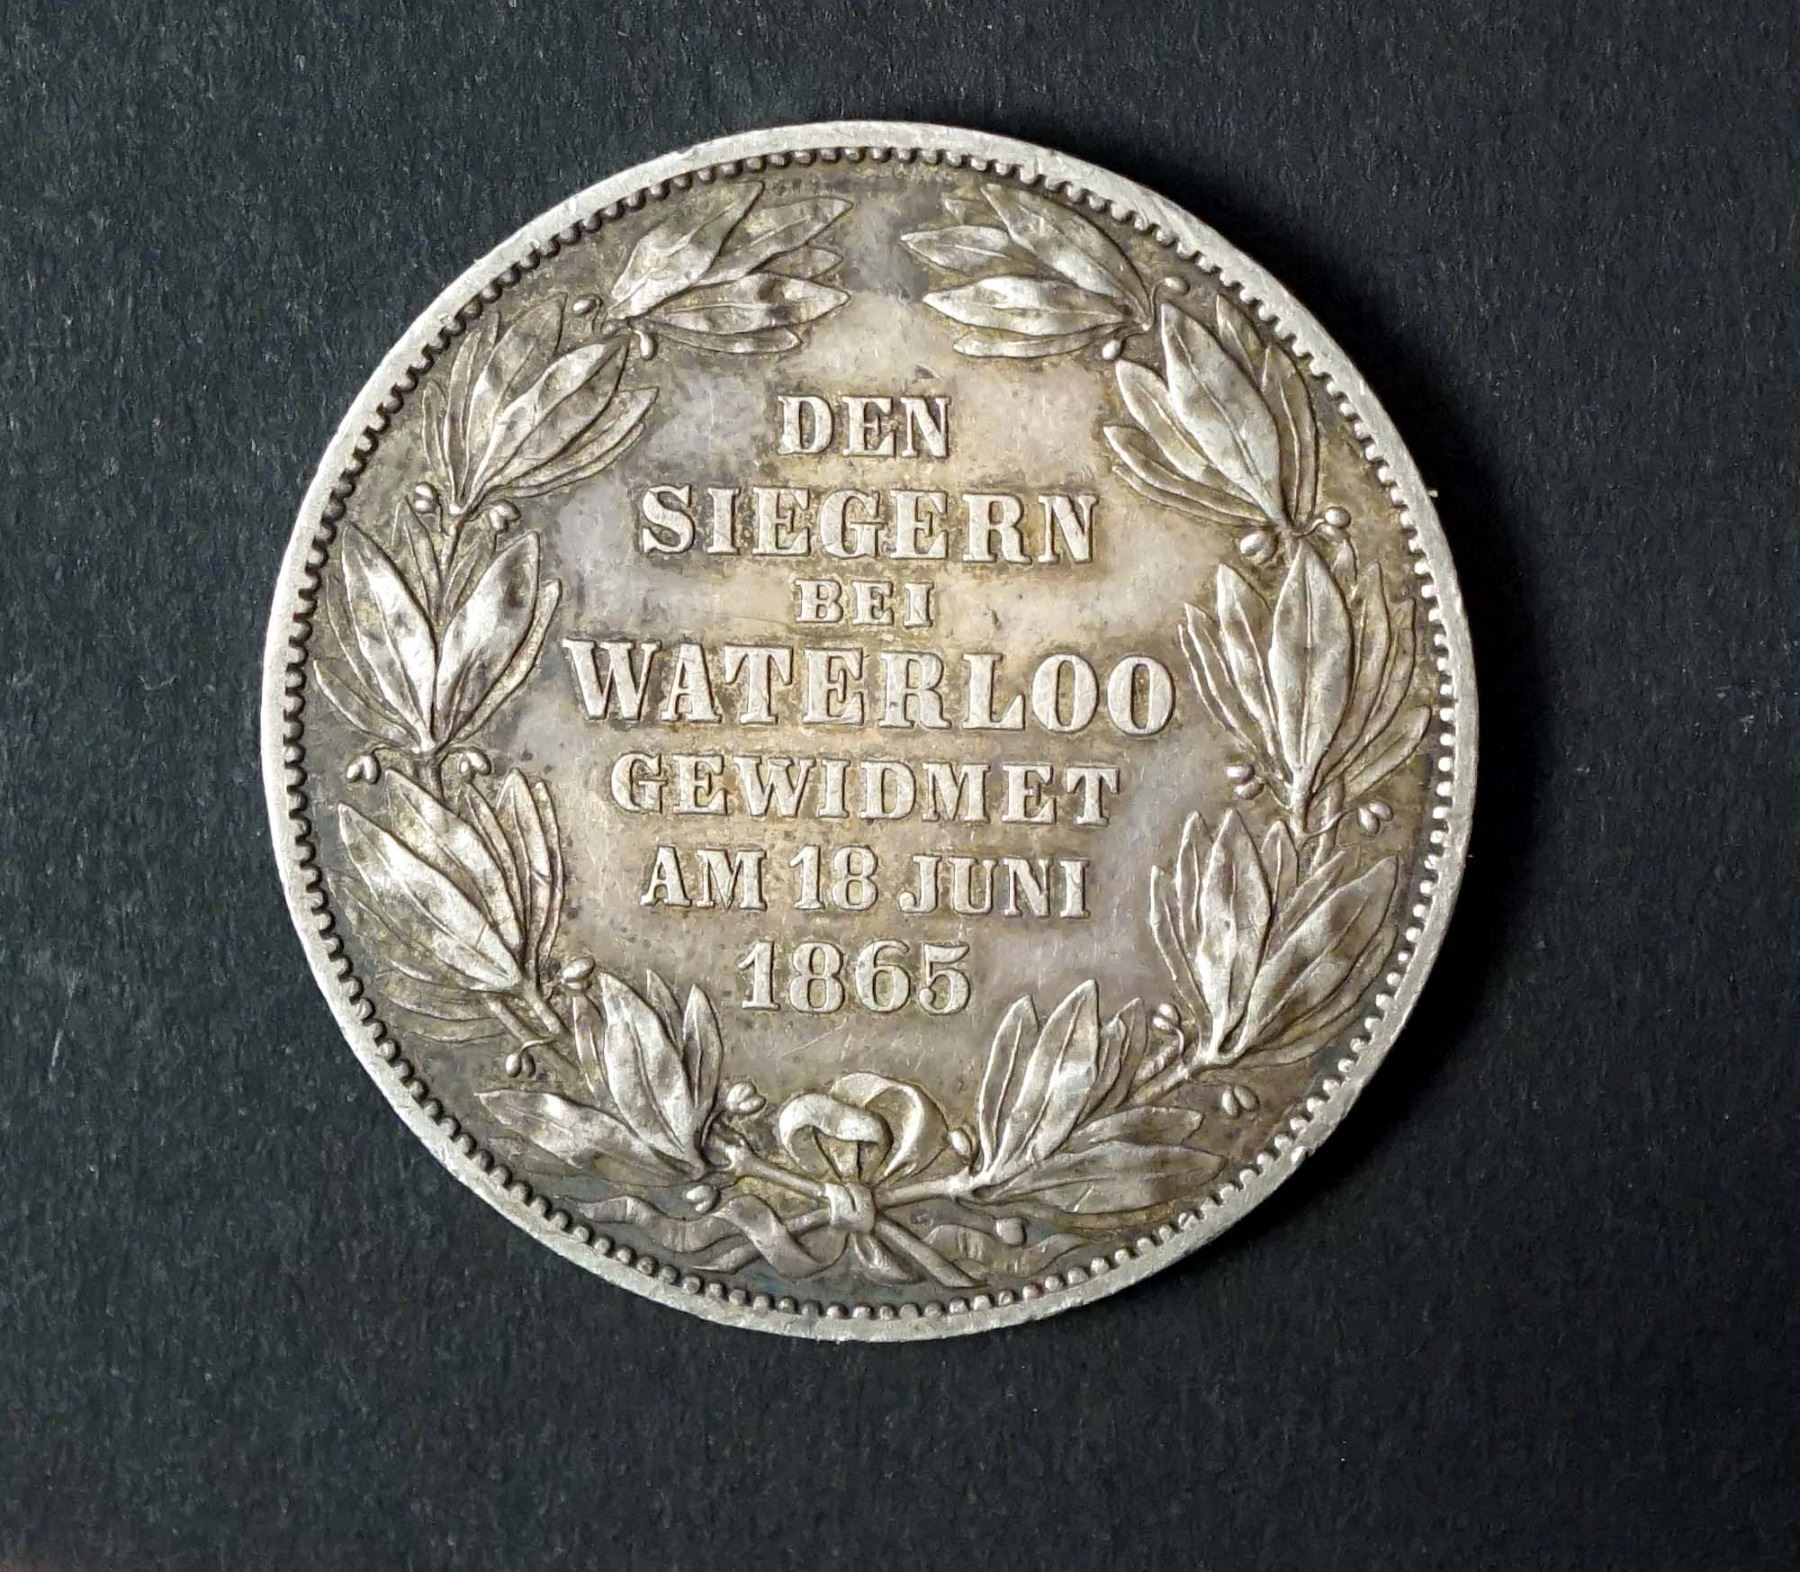 DEN
SIEGERN
BEI
WATERLOO
GEWIDMET
AM 18 JUNI
1865